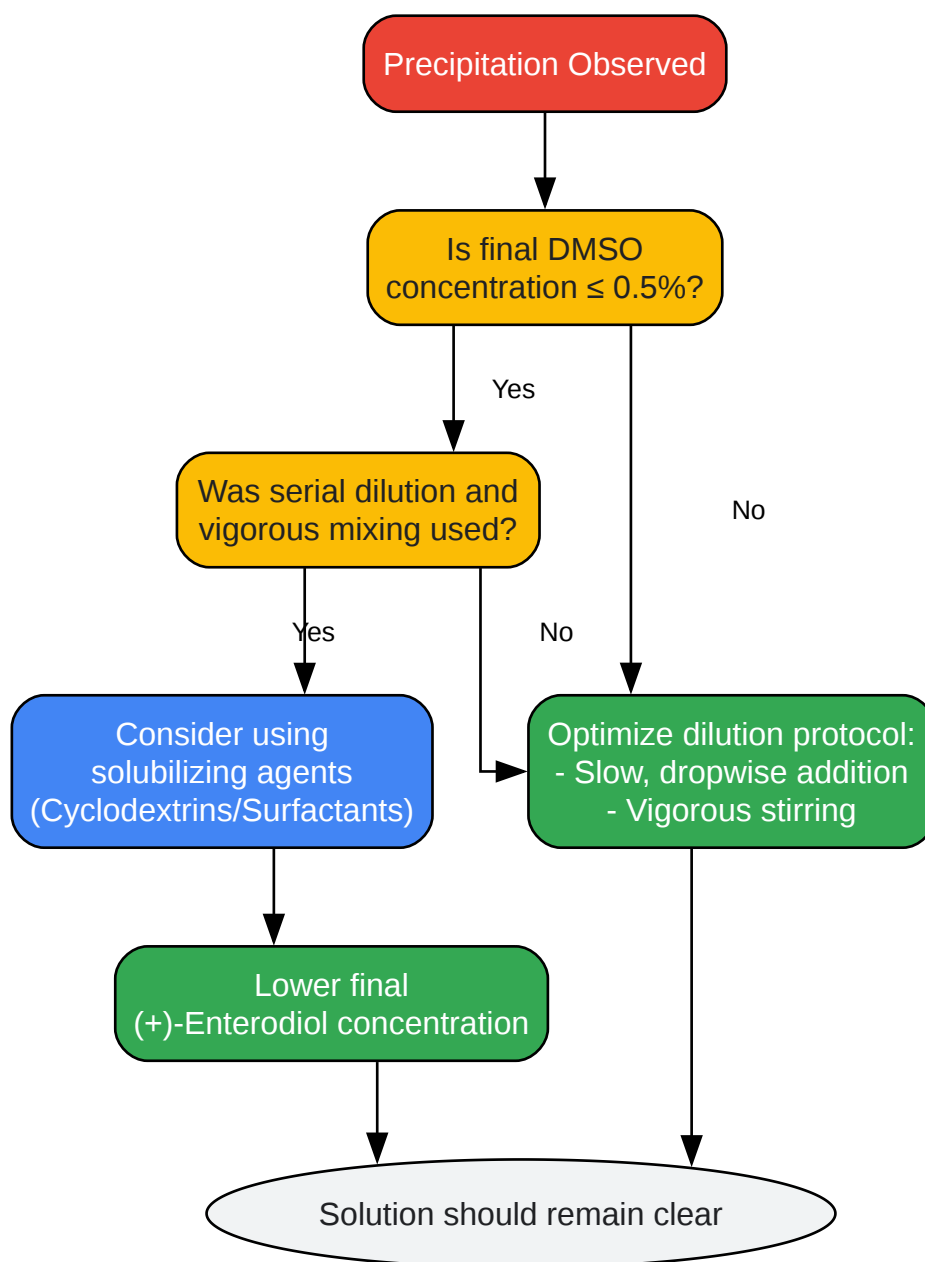 Precipitation Observed
Is final DMSO
concentration ≤ 0.5%?
Yes
Was serial dilution and
vigorous mixing used?
No
Yes
No
Consider using
solubilizing agents
(Cyclodextrins/Surfactants)
Optimize dilution protocol:
- Slow, dropwise addition
- Vigorous stirring
Lower final
(+)-Enterodiol concentration
Solution should remain clear